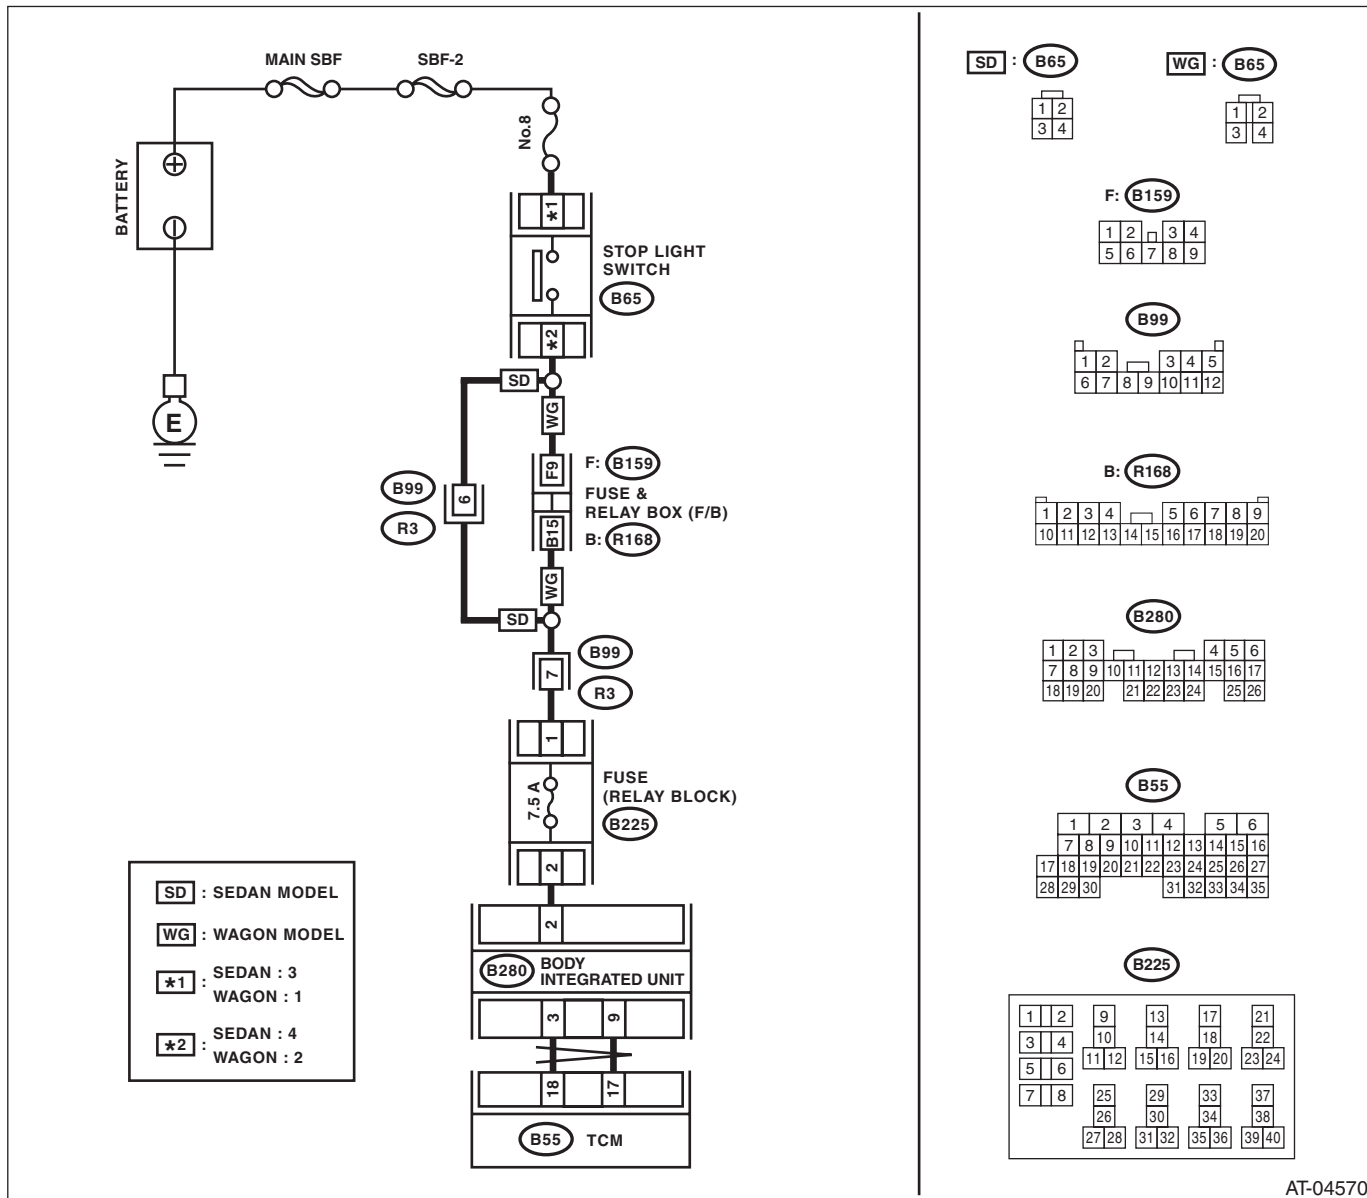 MAIN SBF
SBF-2
No.8
BATTERY
E
*1
STOP LIGHT
SWITCH
B65
*2
SD
WG
F9
F: B159
FUSE &
RELAY BOX (F/B)
B15
B: R168
B99
6
R3
WG
SD
B99
7
R3
1
7.5 A
FUSE
(RELAY BLOCK)
B225
2
2
B280 BODY
INTEGRATED UNIT
3 9
18 17
B55 TCM
SD : SEDAN MODEL
WG : WAGON MODEL
*1 : SEDAN : 3
WAGON : 1
*2 : SEDAN : 4
WAGON : 2
SD : B65
1 2
3 4
WG : B65
1 2
3 4
F: B159
1 2 3 4
5 6 7 8 9
B99
1 2 3 4 5
6 7 8 9 10 11 12
B: R168
1 2 3 4 5 6 7 8 9
10 11 12 13 14 15 16 17 18 19 20
B280
1 2 3 4 5 6
7 8 9 10 11 12 13 14 15 16 17
18 19 20 21 22 23 24 25 26
B55
1 2 3 4 5 6
7 8 9 10 11 12 13 14 15 16
17 18 19 20 21 22 23 24 25 26 27
28 29 30 31 32 33 34 35
B225
1 2 9 13 17 21
3 4 10 14 18 22
5 6 11 12 15 16 19 20 23 24
7 8 25 29 33 37
26 30 34 38
27 28 31 32 35 36 39 40
AT-04570